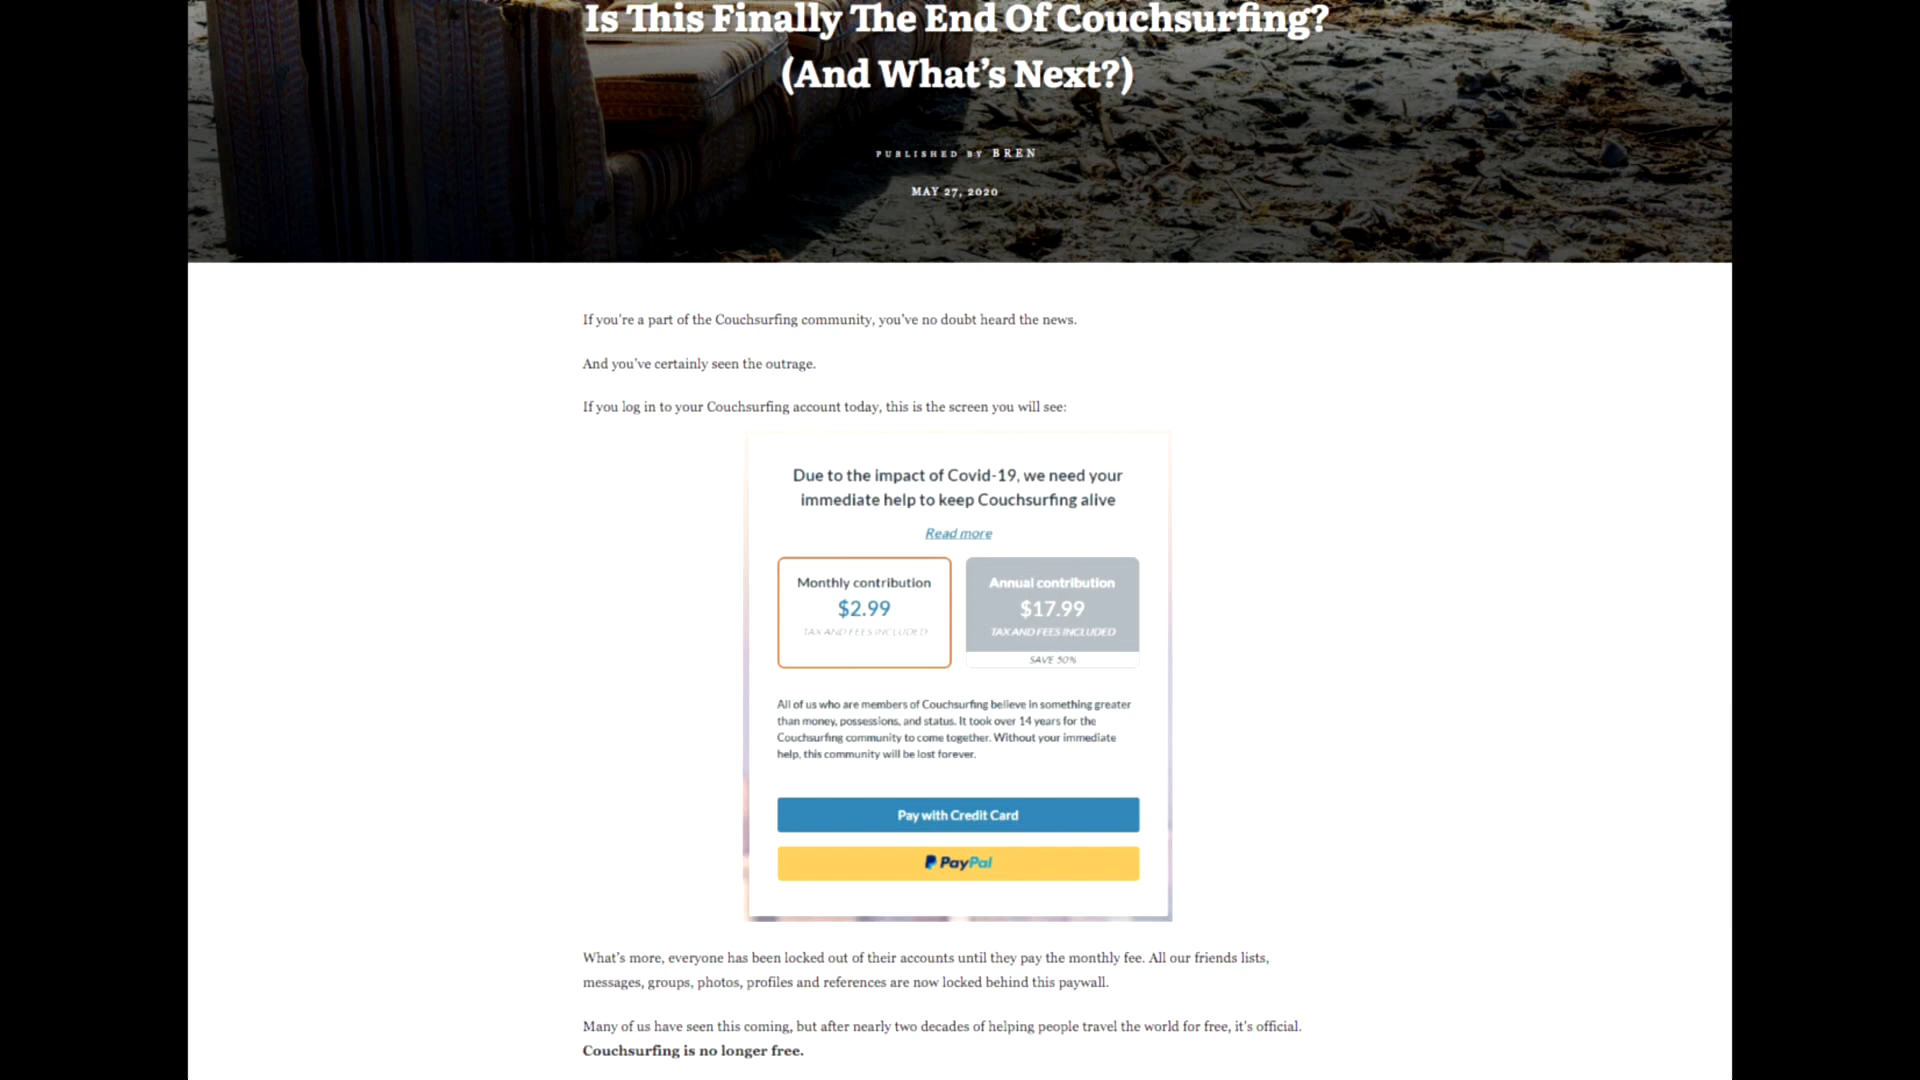 Is This Finally The End Of Couchsurfing?
(And What’s Next?)
PUBLISHED BY BREN
MAY 27, 2020
If you're a part of the Couchsurfing community, you’ve no doubt heard the news.
And you’ve certainly seen the outrage.
If you log in to your Couchsurfing account today, this is the screen you will see:
Due to the impact of Covid-19, we need your
immediate help to keep Couchsurfing alive
Read more
Monthly contribution
$2.99
TAX AND FEES INCLUDED
Annual contribution
$17.99
TAX AND FEES INCLUDED
SAVE 50%
All of us who are members of Couchsurfing believe in something greater
than money, possessions, and status. It took over 14 years for the
Couchsurfing community to come together. Without your immediate
help, this community will be lost forever.
Pay with Credit Card
PayPal
What’s more, everyone has been locked out of their accounts until they pay the monthly fee. All our friends lists,
messages, groups, photos, profiles and references are now locked behind this paywall.
Many of us have seen this coming, but after nearly two decades of helping people travel the world for free, it’s official.
Couchsurfing is no longer free.